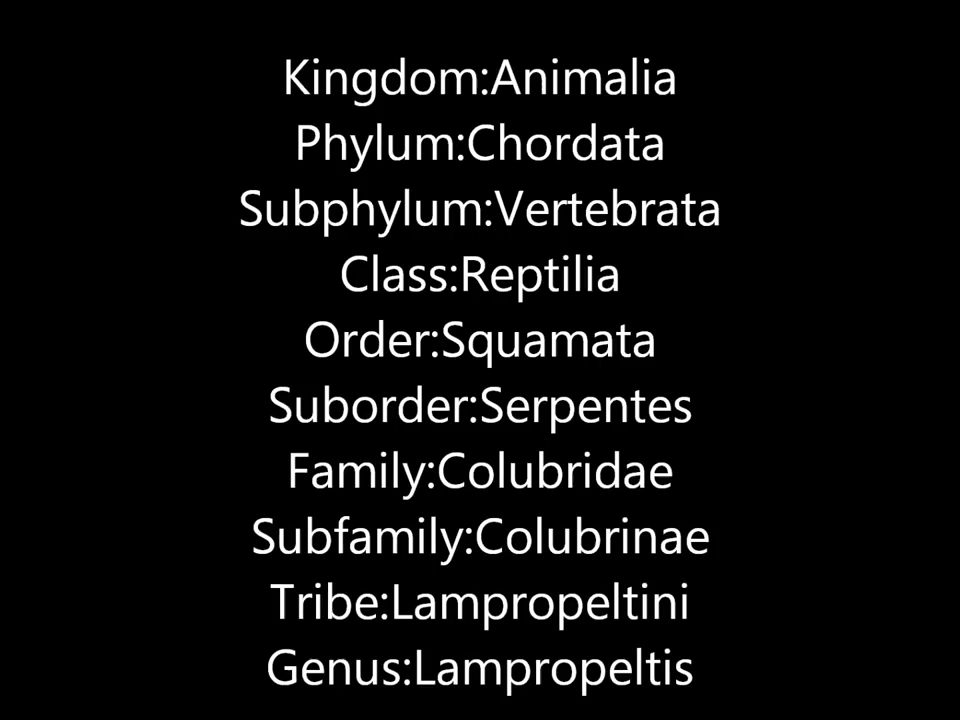 Kingdom:Animalia
Phylum:Chordata
Subphylum:Vertebrata
Class:Reptilia
Order:Squamata
Suborder:Serpentes
Family:Colubridae
Subfamily:Colubrinae
Tribe:Lampropeltini
Genus:Lampropeltis